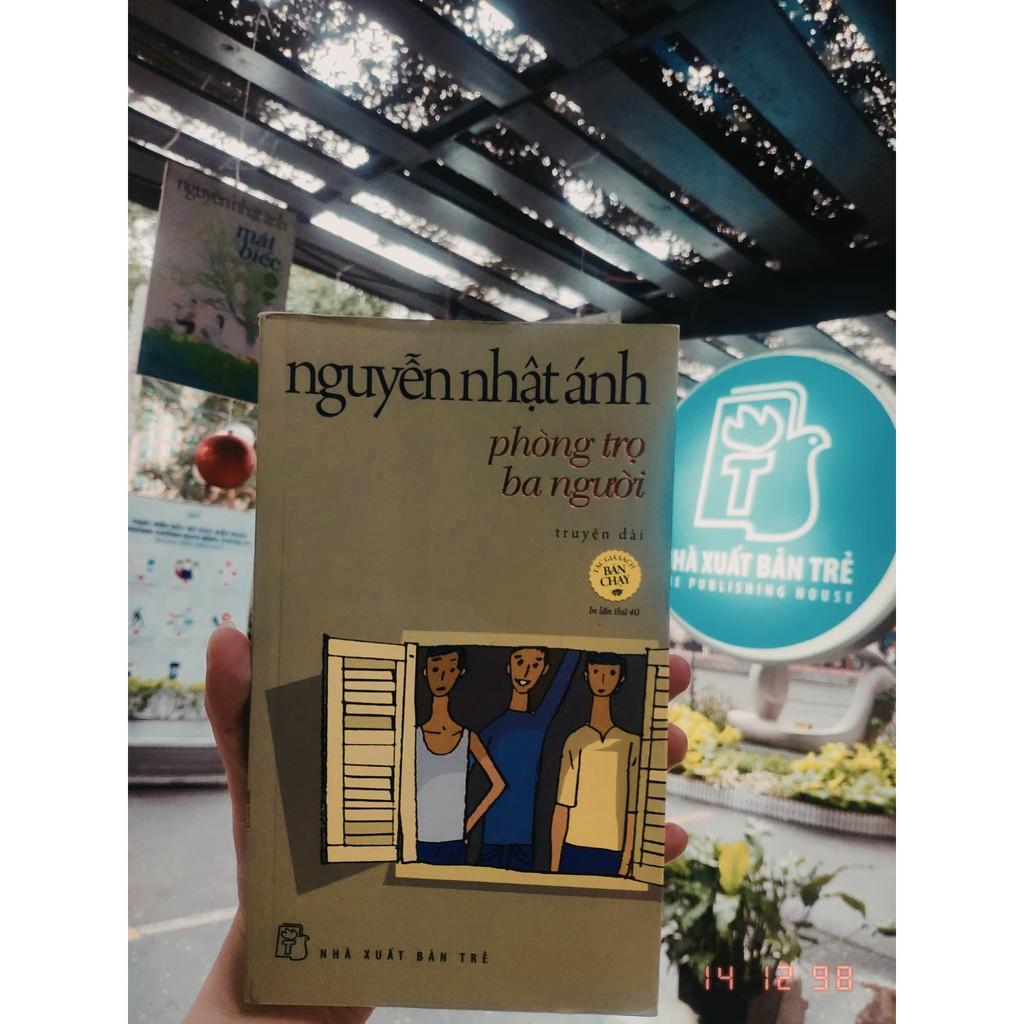 nguyễn nhật ánh
mắt
biếc
nguyễn nhật ánh
phòng trọ
ba người
truyện dài
TÁC GIẢ SÁCH
BÁN
CHẠY
In lần thứ 40
NHÀ XUẤT BẢN TRẺ
T
HÀ XUẤT BẢN TRẺ
E PUBLISHING HOUSE
14 12 98